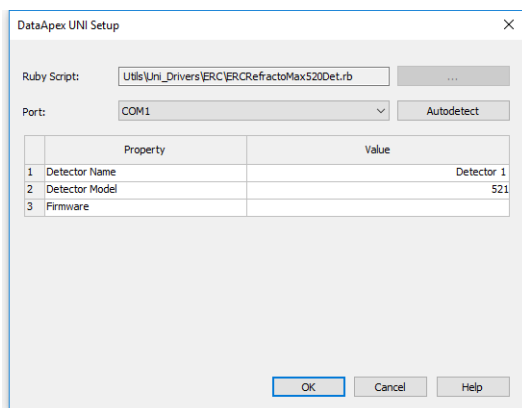 DataApex UNI Setup
Ruby Script: Utils\Uni_Drivers\ERC\ERCRefractoMax520Det.rb ...
Port: COM1 Autodetect
Property Value
1 Detector Name Detector 1
2 Detector Model 521
3 Firmware
OK Cancel Help